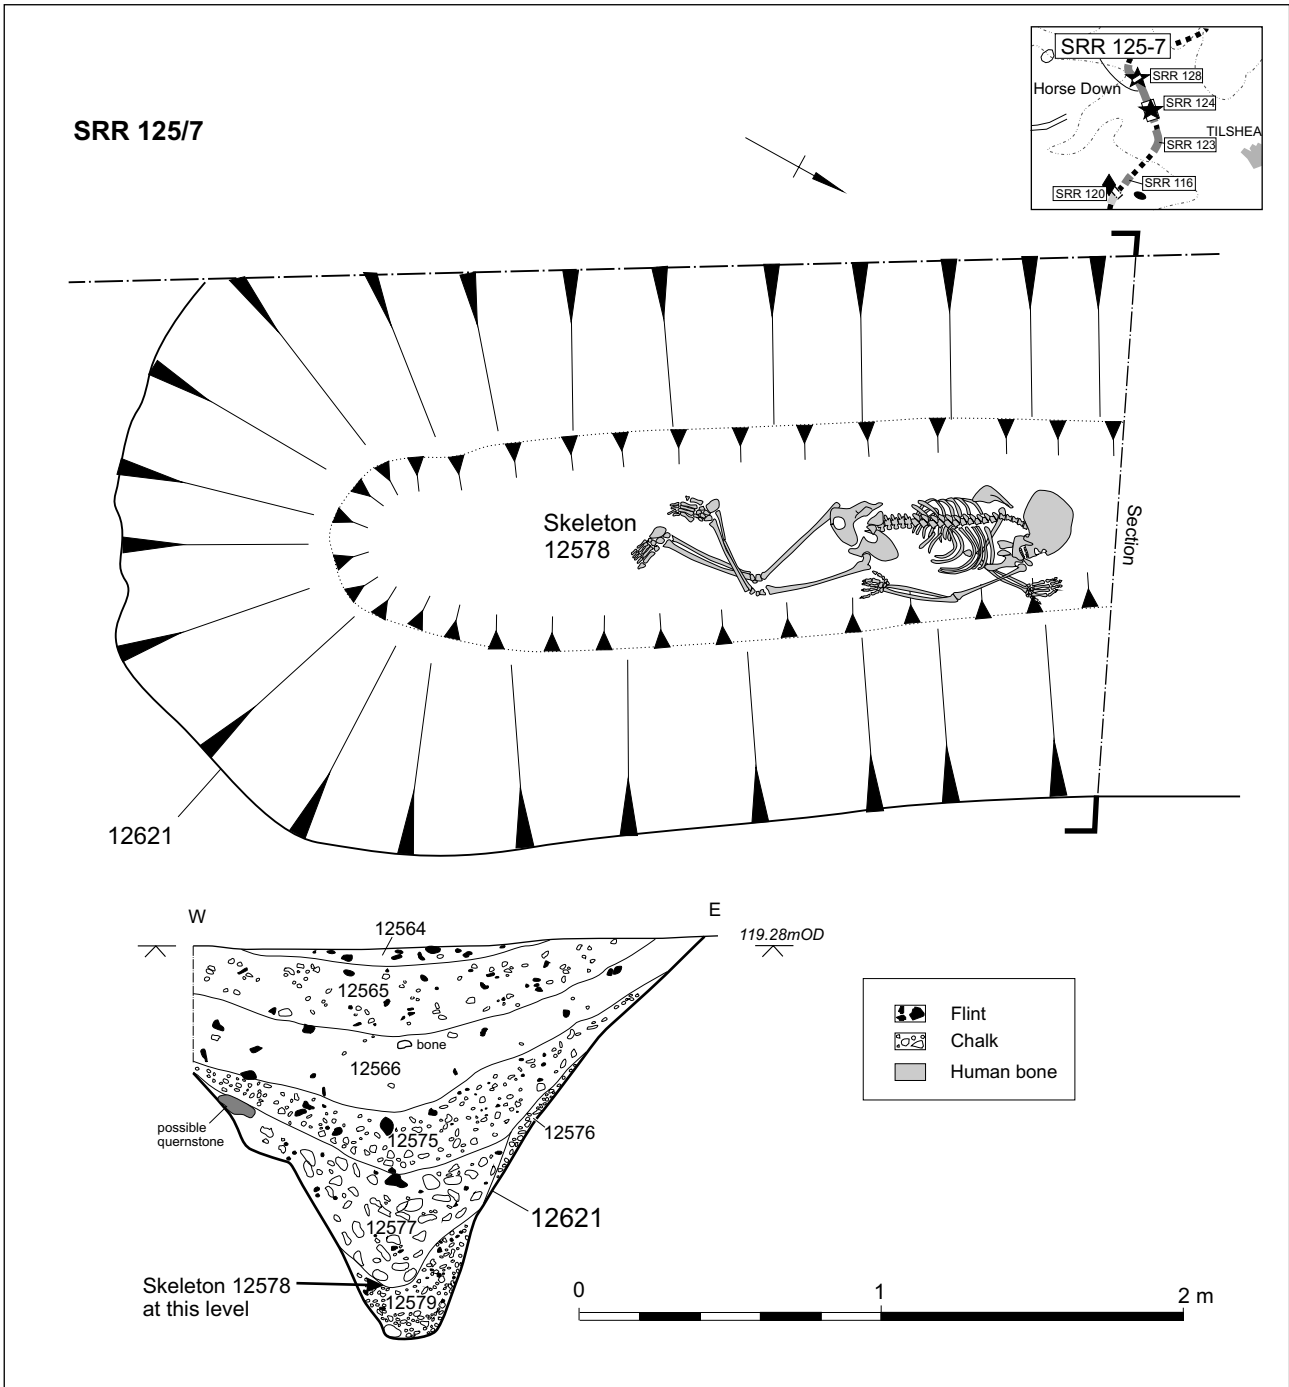 SRR 125/7
SRR 125-7
SRR 128
Horse Down
SRR 124
TILSHEA
SRR 123
SRR 116
SRR 120
Skeleton
12578
Section
12621
W
E
12564
119.28mOD
12565
bone
12566
possible
quernstone
12575
12576
12577
12621
Skeleton 12578
at this level
12579
Flint
Chalk
Human bone
0
1
2 m